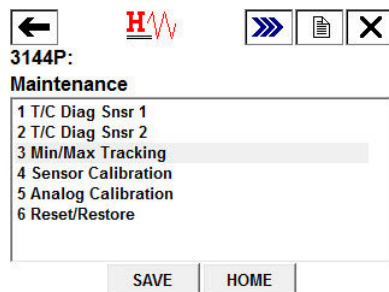 H
3144P:
Maintenance
1 T/C Diag Snsr 1
2 T/C Diag Snsr 2
3 Min/Max Tracking
4 Sensor Calibration
5 Analog Calibration
6 Reset/Restore
SAVE HOME